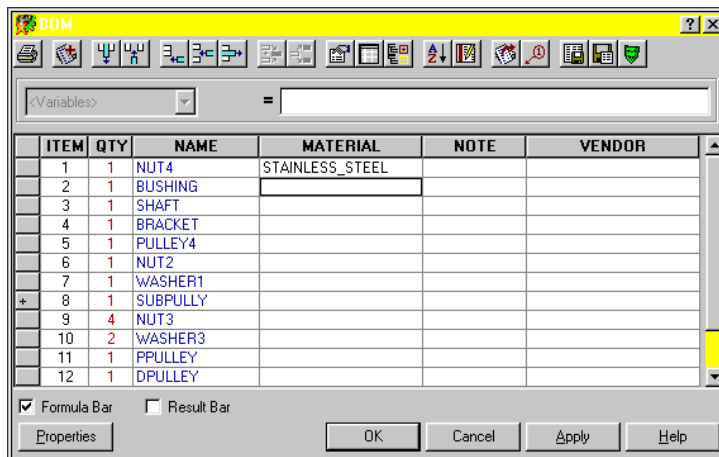 BOM
<Variables>
=
ITEM QTY NAME MATERIAL NOTE VENDOR
1 1 NUT4 STAINLESS_STEEL
2 1 BUSHING
3 1 SHAFT
4 1 BRACKET
5 1 PULLEY4
6 1 NUT2
7 1 WASHER1
+ 8 1 SUBPULLY
9 4 NUT3
10 2 WASHER3
11 1 PPULLEY
12 1 DPULLEY
Formula Bar Result Bar
Properties OK Cancel Apply Help